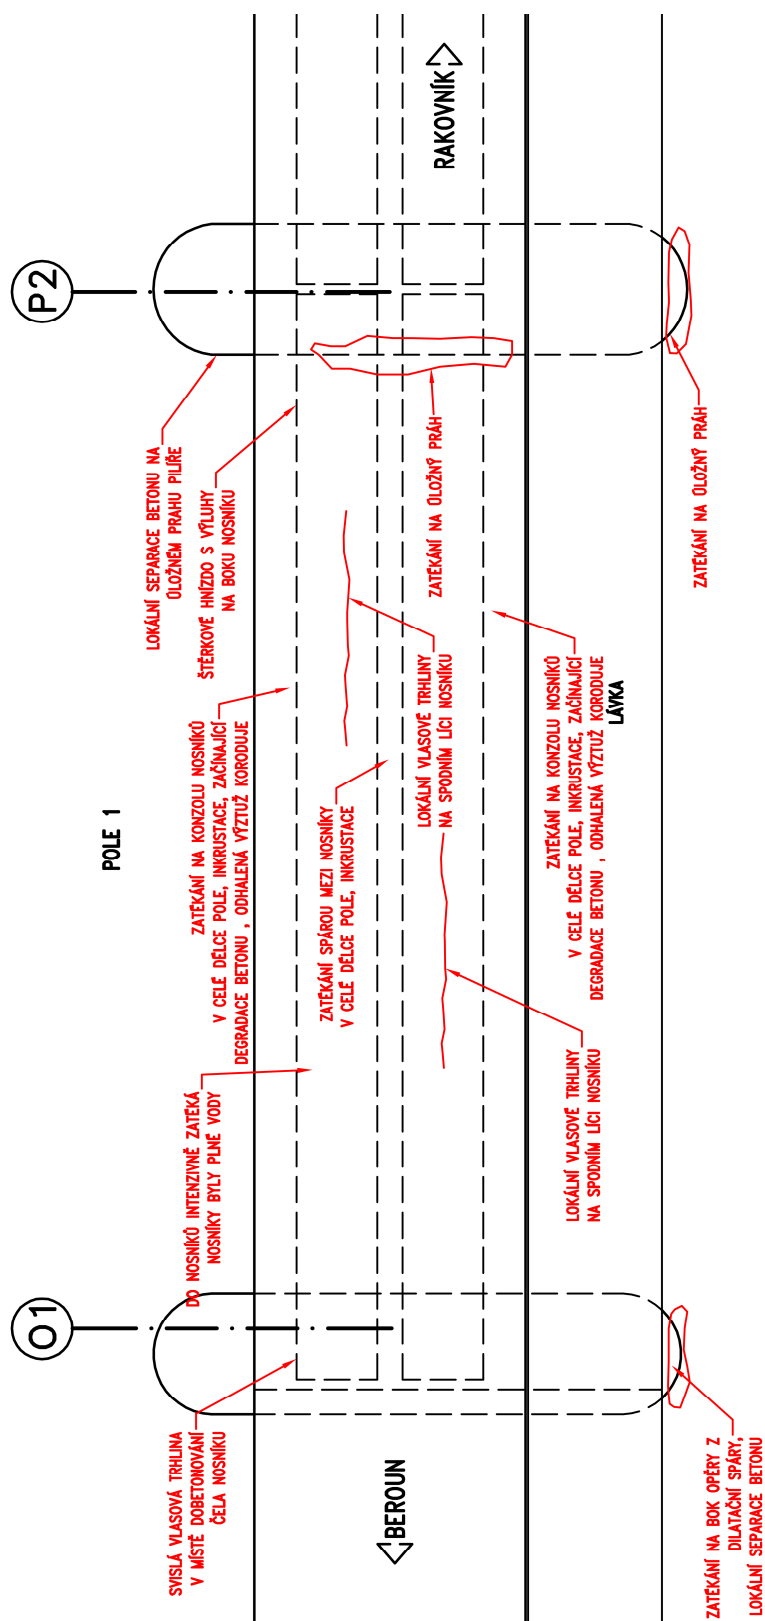 O1
P2
POLE 1
BEROUN
RAKOVNÍK
LÁVKA
SVISLÁ VLASOVÁ TRHLINA
V MÍSTĚ DOBETONOVÁNÍ
ČELA NOSNÍKU
DO NOSNÍKŮ INTENZIVNĚ ZATÉKÁ
NOSNÍKY BYLY PLNÉ VODY
ZATÉKÁNÍ NA KONZOLU NOSNÍKŮ
V CELÉ DÉLCE POLE, INKRUSTACE, ZAČÍNAJÍCÍ
DEGRADACE BETONU , ODHALENÁ VÝZTUŽ KORODUJE
LOKÁLNÍ SEPARACE BETONU NA
ÚLOŽNÉM PRAHU PILÍŘE
ŠTĚRKOVÉ HNÍZDO S VÝLUHY
NA BOKU NOSNÍKU
ZATÉKÁNÍ SPÁROU MEZI NOSNÍKY
V CELÉ DÉLCE POLE, INKRUSTACE
LOKÁLNÍ VLASOVÉ TRHLINY
NA SPODNÍM LÍCI NOSNÍKU
ZATÉKÁNÍ NA ÚLOŽNÝ PRÁH
LOKÁLNÍ VLASOVÉ TRHLINY
NA SPODNÍM LÍCI NOSNÍKU
ZATÉKÁNÍ NA KONZOLU NOSNÍKŮ
V CELÉ DÉLCE POLE, INKRUSTACE, ZAČÍNAJÍCÍ
DEGRADACE BETONU , ODHALENÁ VÝZTUŽ KORODUJE
ZATÉKÁNÍ NA BOK OPĚRY Z
DILATAČNÍ SPÁRY,
LOKÁLNÍ SEPARACE BETONU
ZATÉKÁNÍ NA ÚLOŽNÝ PRÁH